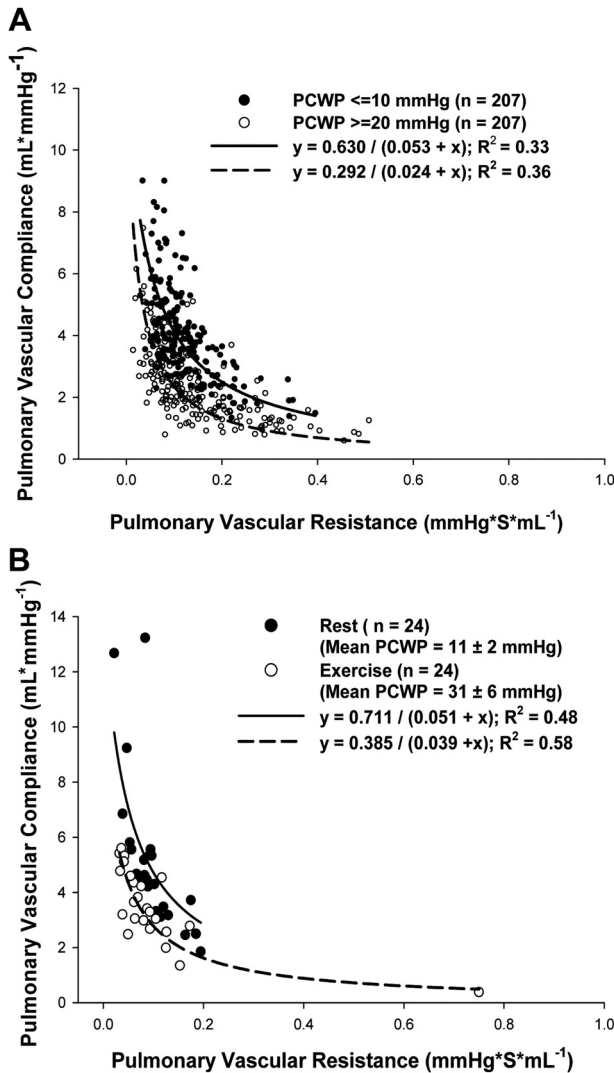 A
Pulmonary Vascular Compliance (mL*mmHg-1)
12
10
8
6
4
2
0
PCWP <=10 mmHg (n = 207)
PCWP >=20 mmHg (n = 207)
y = 0.630 / (0.053 + x); R² = 0.33
y = 0.292 / (0.024 + x); R² = 0.36
0.0 0.2 0.4 0.6 0.8 1.0
Pulmonary Vascular Resistance (mmHg*S*mL-1)
B
Pulmonary Vascular Compliance (mL*mmHg-1)
14
12
10
8
6
4
2
0
Rest ( n = 24)
(Mean PCWP = 11 ± 2 mmHg)
Exercise (n = 24)
(Mean PCWP = 31 ± 6 mmHg)
y = 0.711 / (0.051 + x); R² = 0.48
y = 0.385 / (0.039 +x); R² = 0.58
0.0 0.2 0.4 0.6 0.8 1.0
Pulmonary Vascular Resistance (mmHg*S*mL-1)